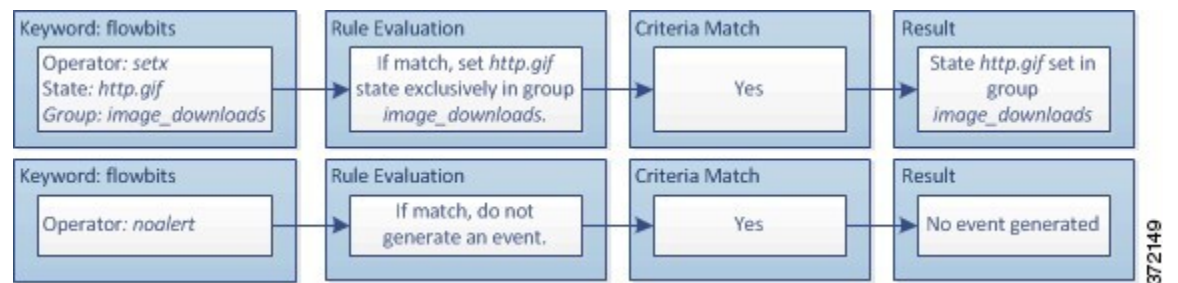 Keyword: flowbits
Operator: setx
State: http.gif
Group: image_downloads
Rule Evaluation
If match, set http.gif
state exclusively in group
image_downloads.
Criteria Match
Yes
Result
State http.gif set in
group
image_downloads
Keyword: flowbits
Operator: noalert
Rule Evaluation
If match, do not
generate an event.
Criteria Match
Yes
Result
No event generated
372149